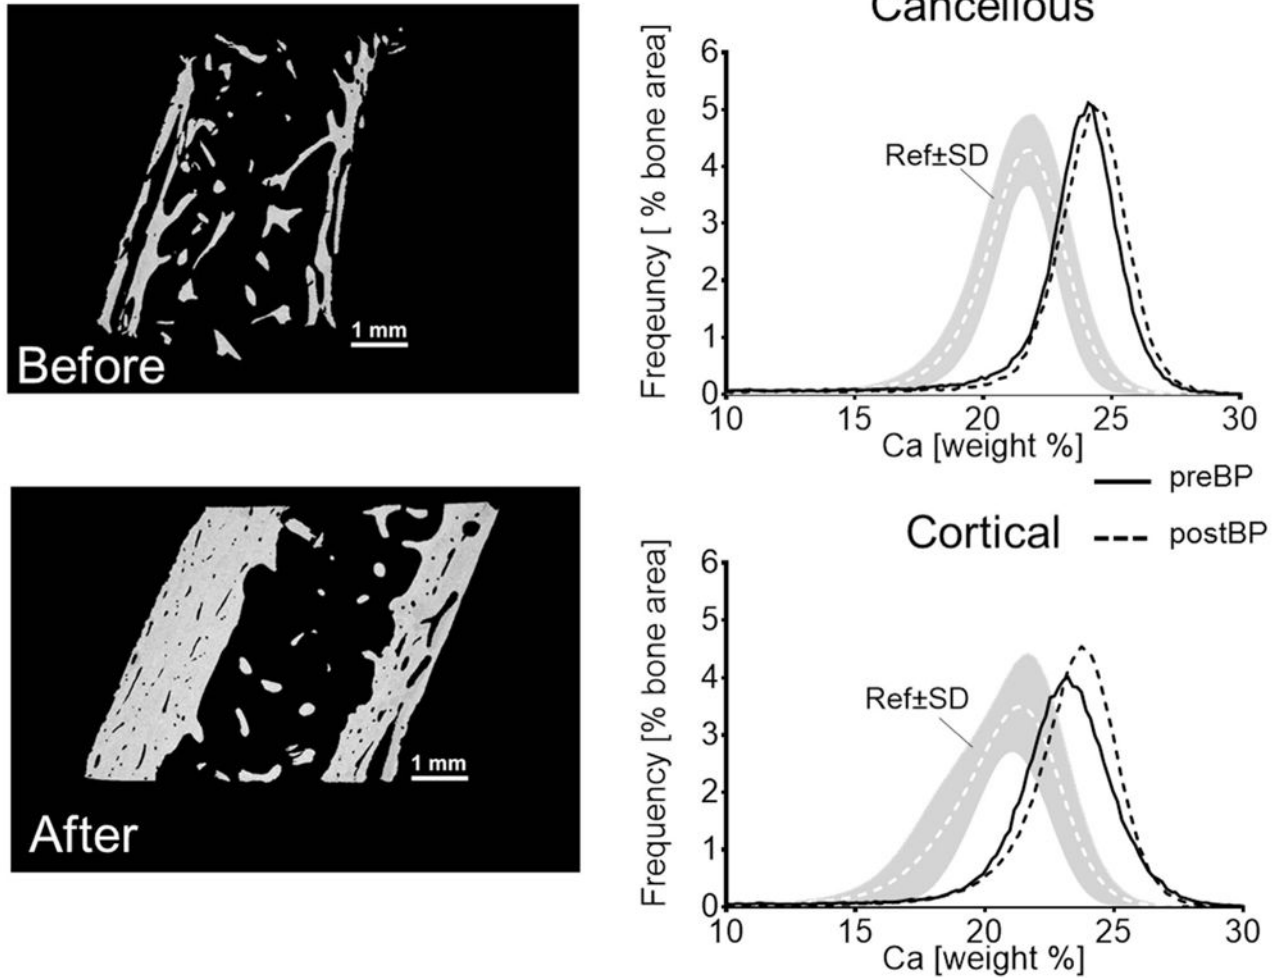 Before
1 mm
After
1 mm
Cancellous
Freqeuncy [ % bone area]
6
5
4
3
2
1
0
Ref±SD
10 15 20 25 30
Ca [weight %]
preBP
postBP
Cortical
Frequency [% bone area]
6
5
4
3
2
1
0
Ref±SD
10 15 20 25 30
Ca [weight %]